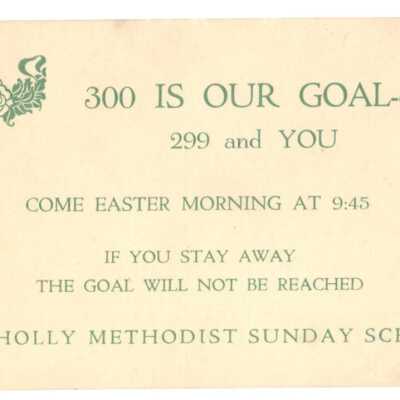 300 IS OUR GOAL-
299 and YOU
COME EASTER MORNING AT 9:45
IF YOU STAY AWAY
THE GOAL WILL NOT BE REACHED
HOLLY METHODIST SUNDAY